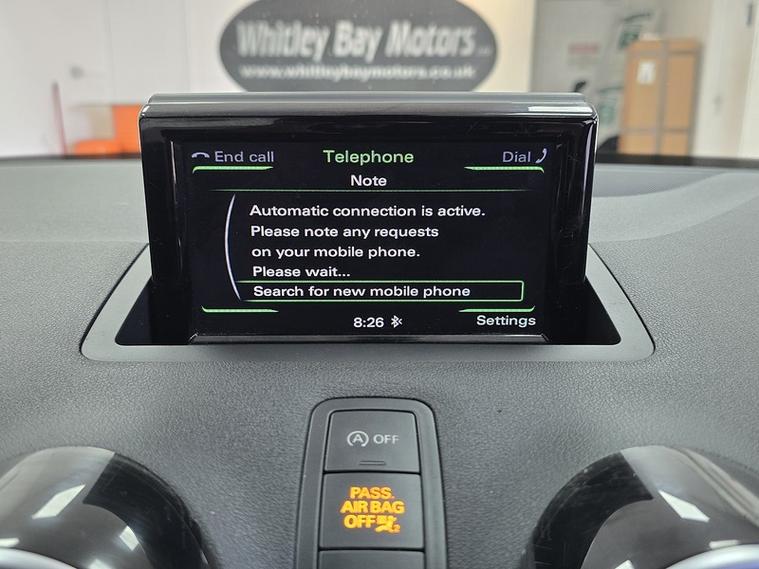 Whitley Bay Motors
www.whitleybaymotors.co.uk
End call
Telephone
Dial
Note
Automatic connection is active.
Please note any requests
on your mobile phone.
Please wait...
Search for new mobile phone
8:26
Settings
A OFF
PASS.
AIR BAG
OFF 2